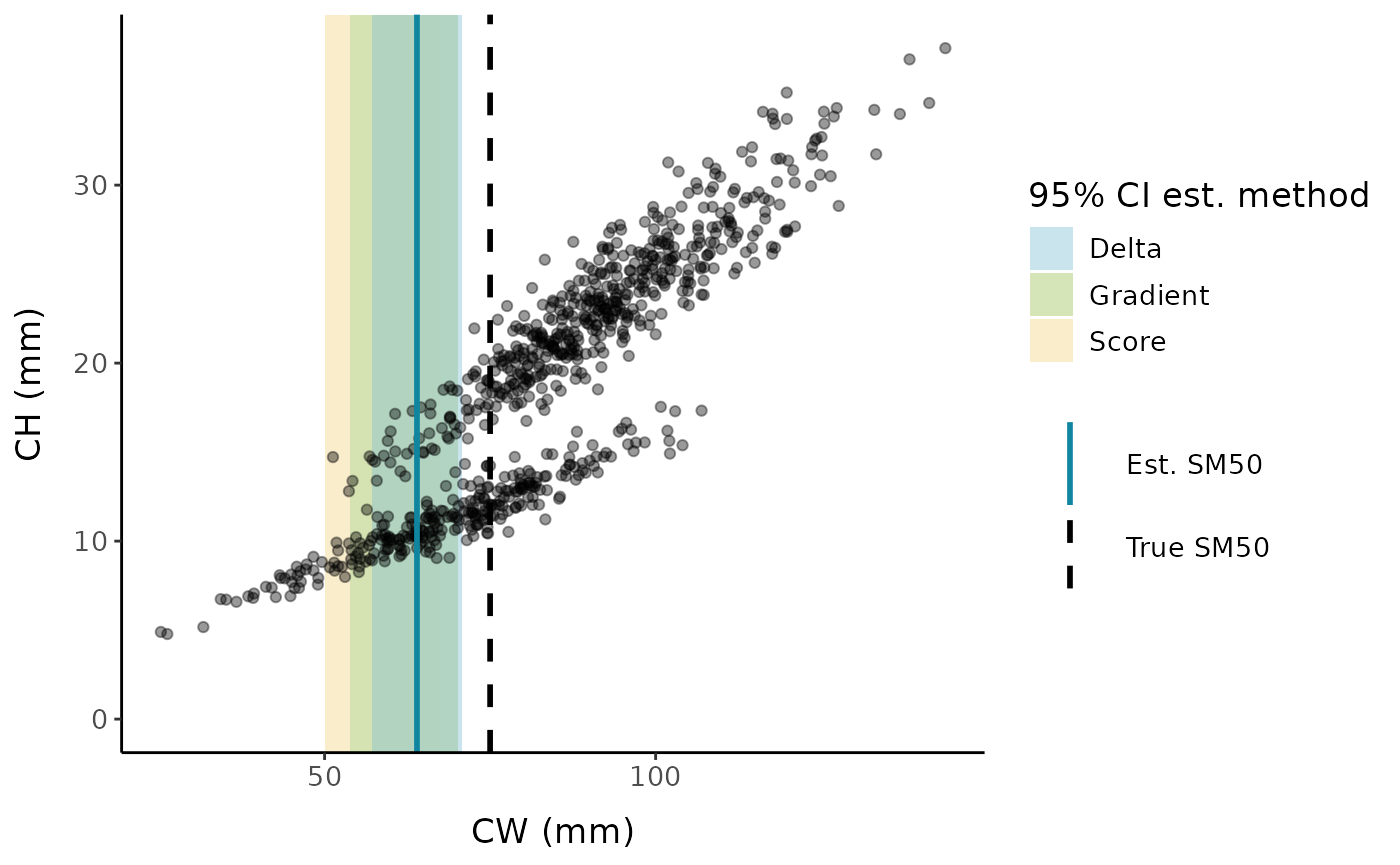 CH (mm)
30
20
10
0
50
100
CW (mm)
95% CI est. method
Delta
Gradient
Score
Est. SM50
True SM50